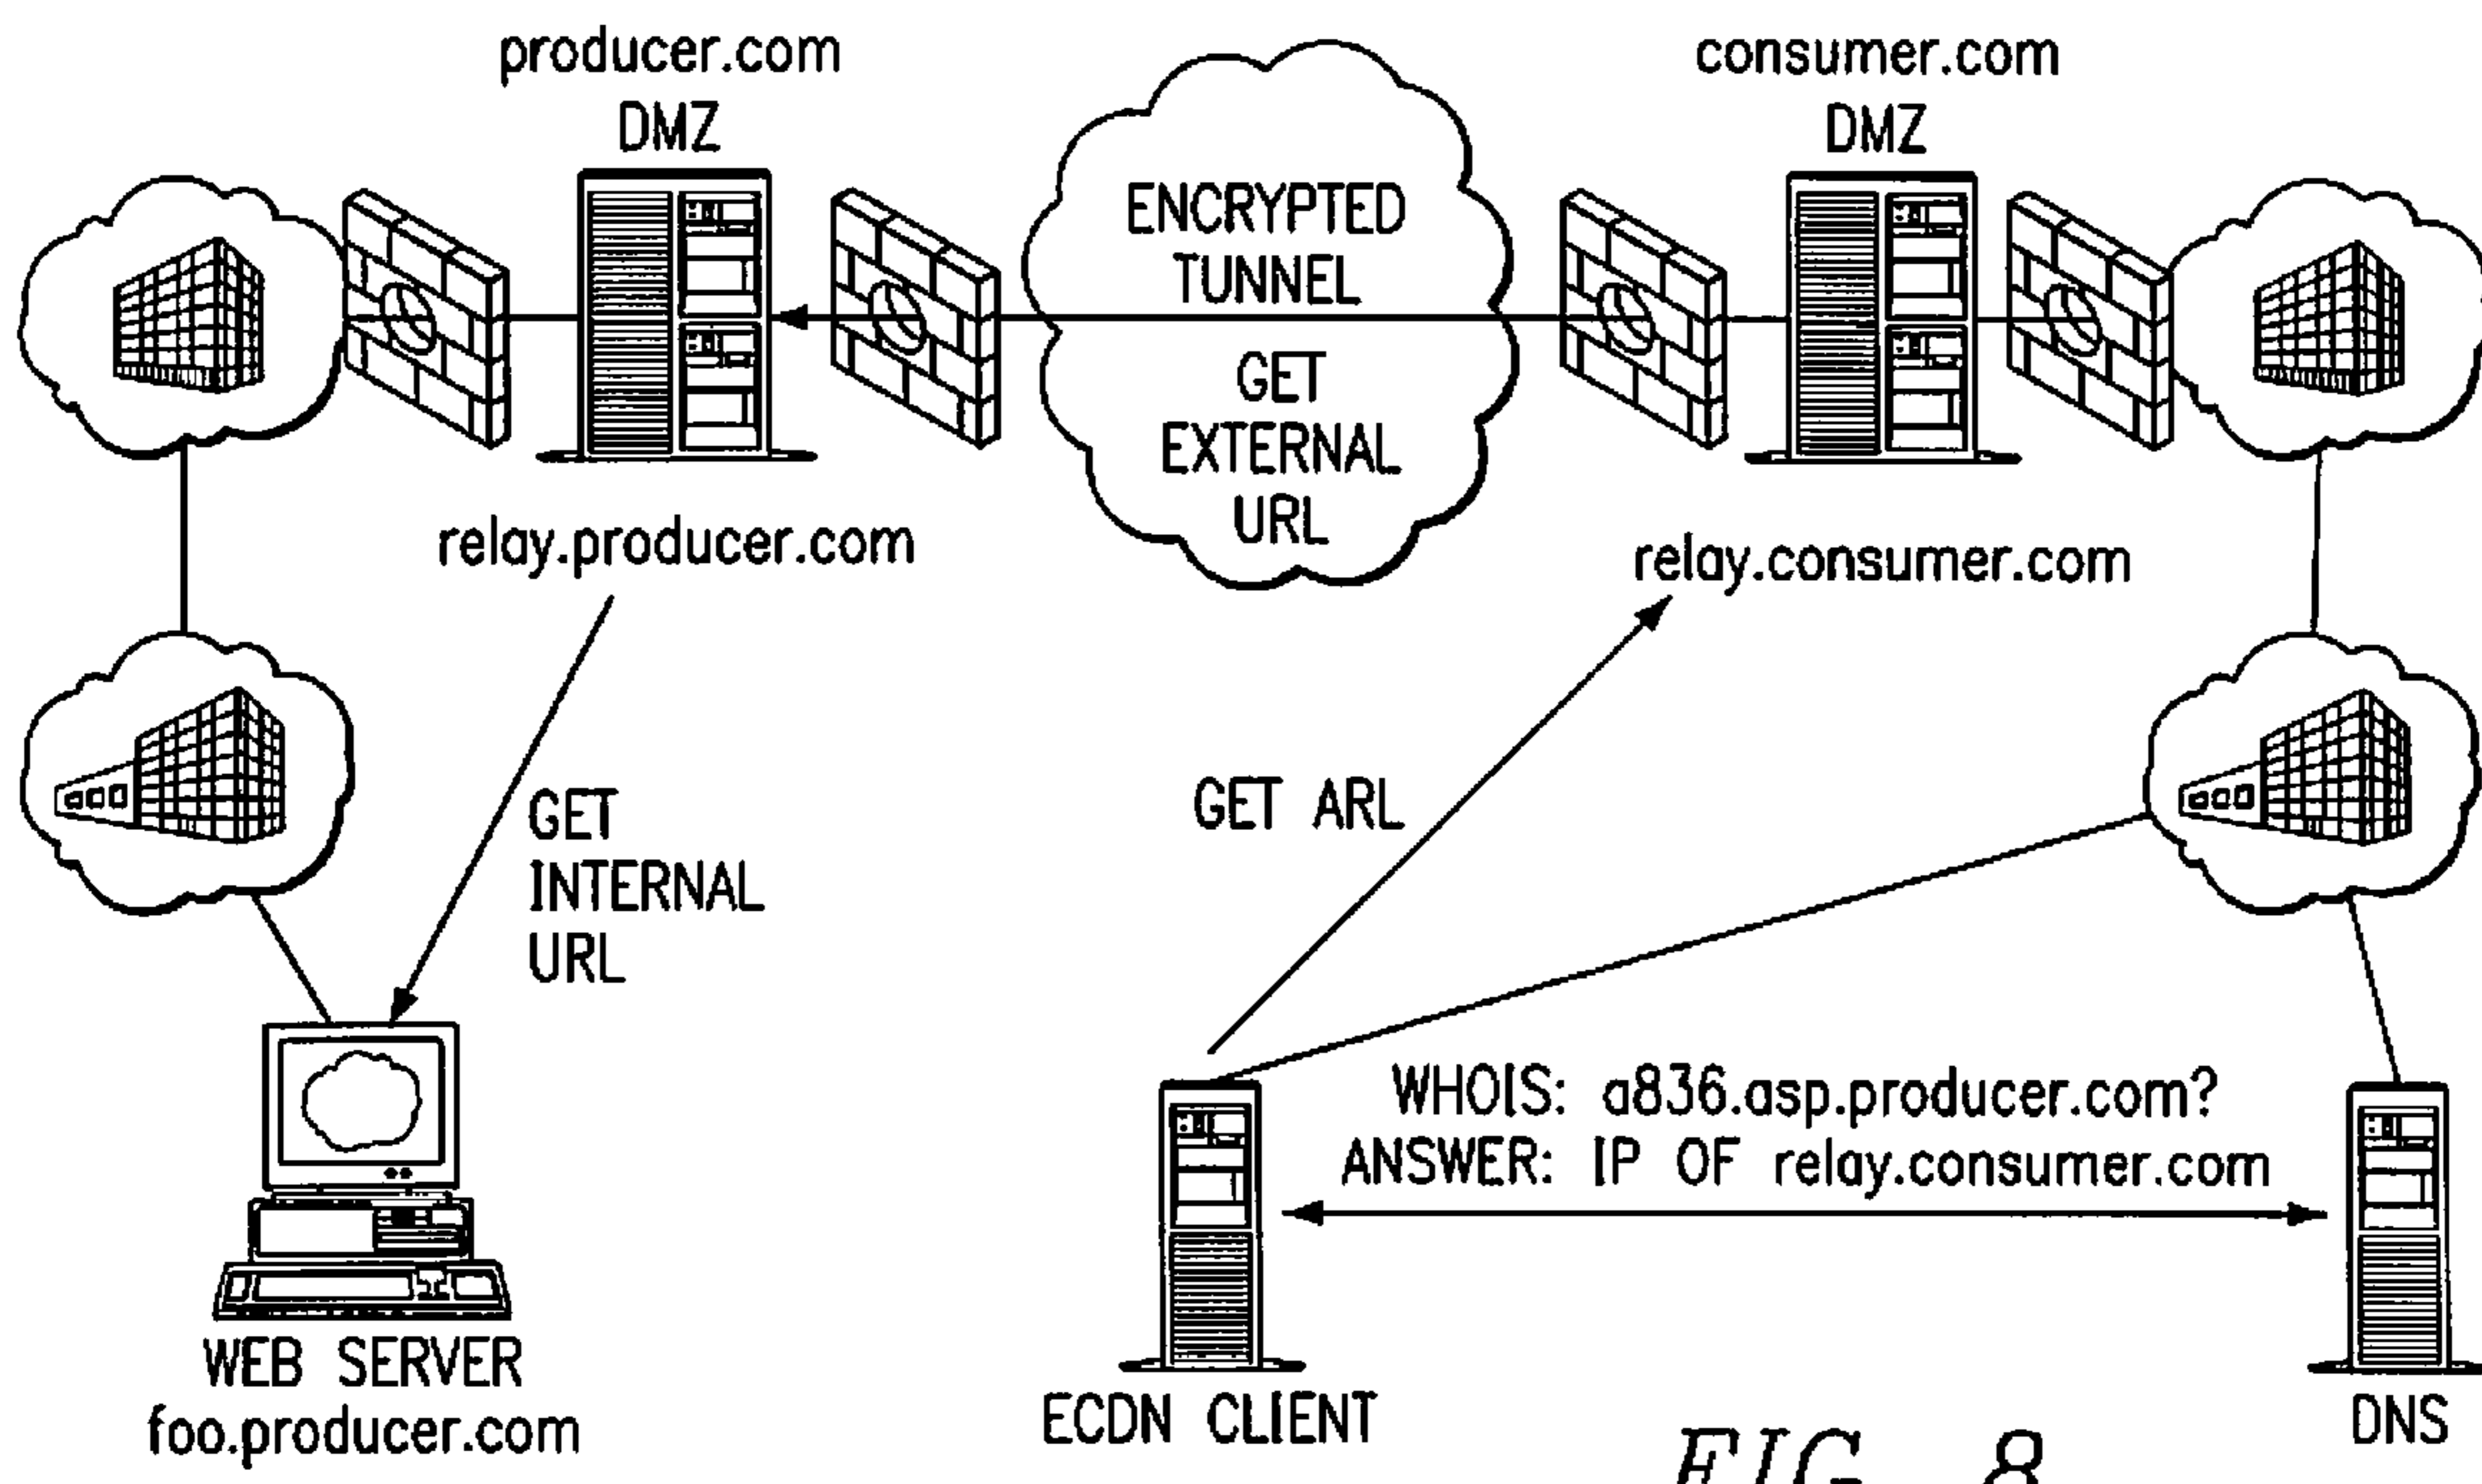 producer.com
DMZ
consumer.com
DMZ
ENCRYPTED
TUNNEL
GET
EXTERNAL
URL
relay.producer.com
relay.consumer.com
GET
INTERNAL
URL
GET ARL
WHOIS: a836.asp.producer.com?
ANSWER: IP OF relay.consumer.com
WEB SERVER
foo.producer.com
ECDN CLIENT
DNS
FIG. 8